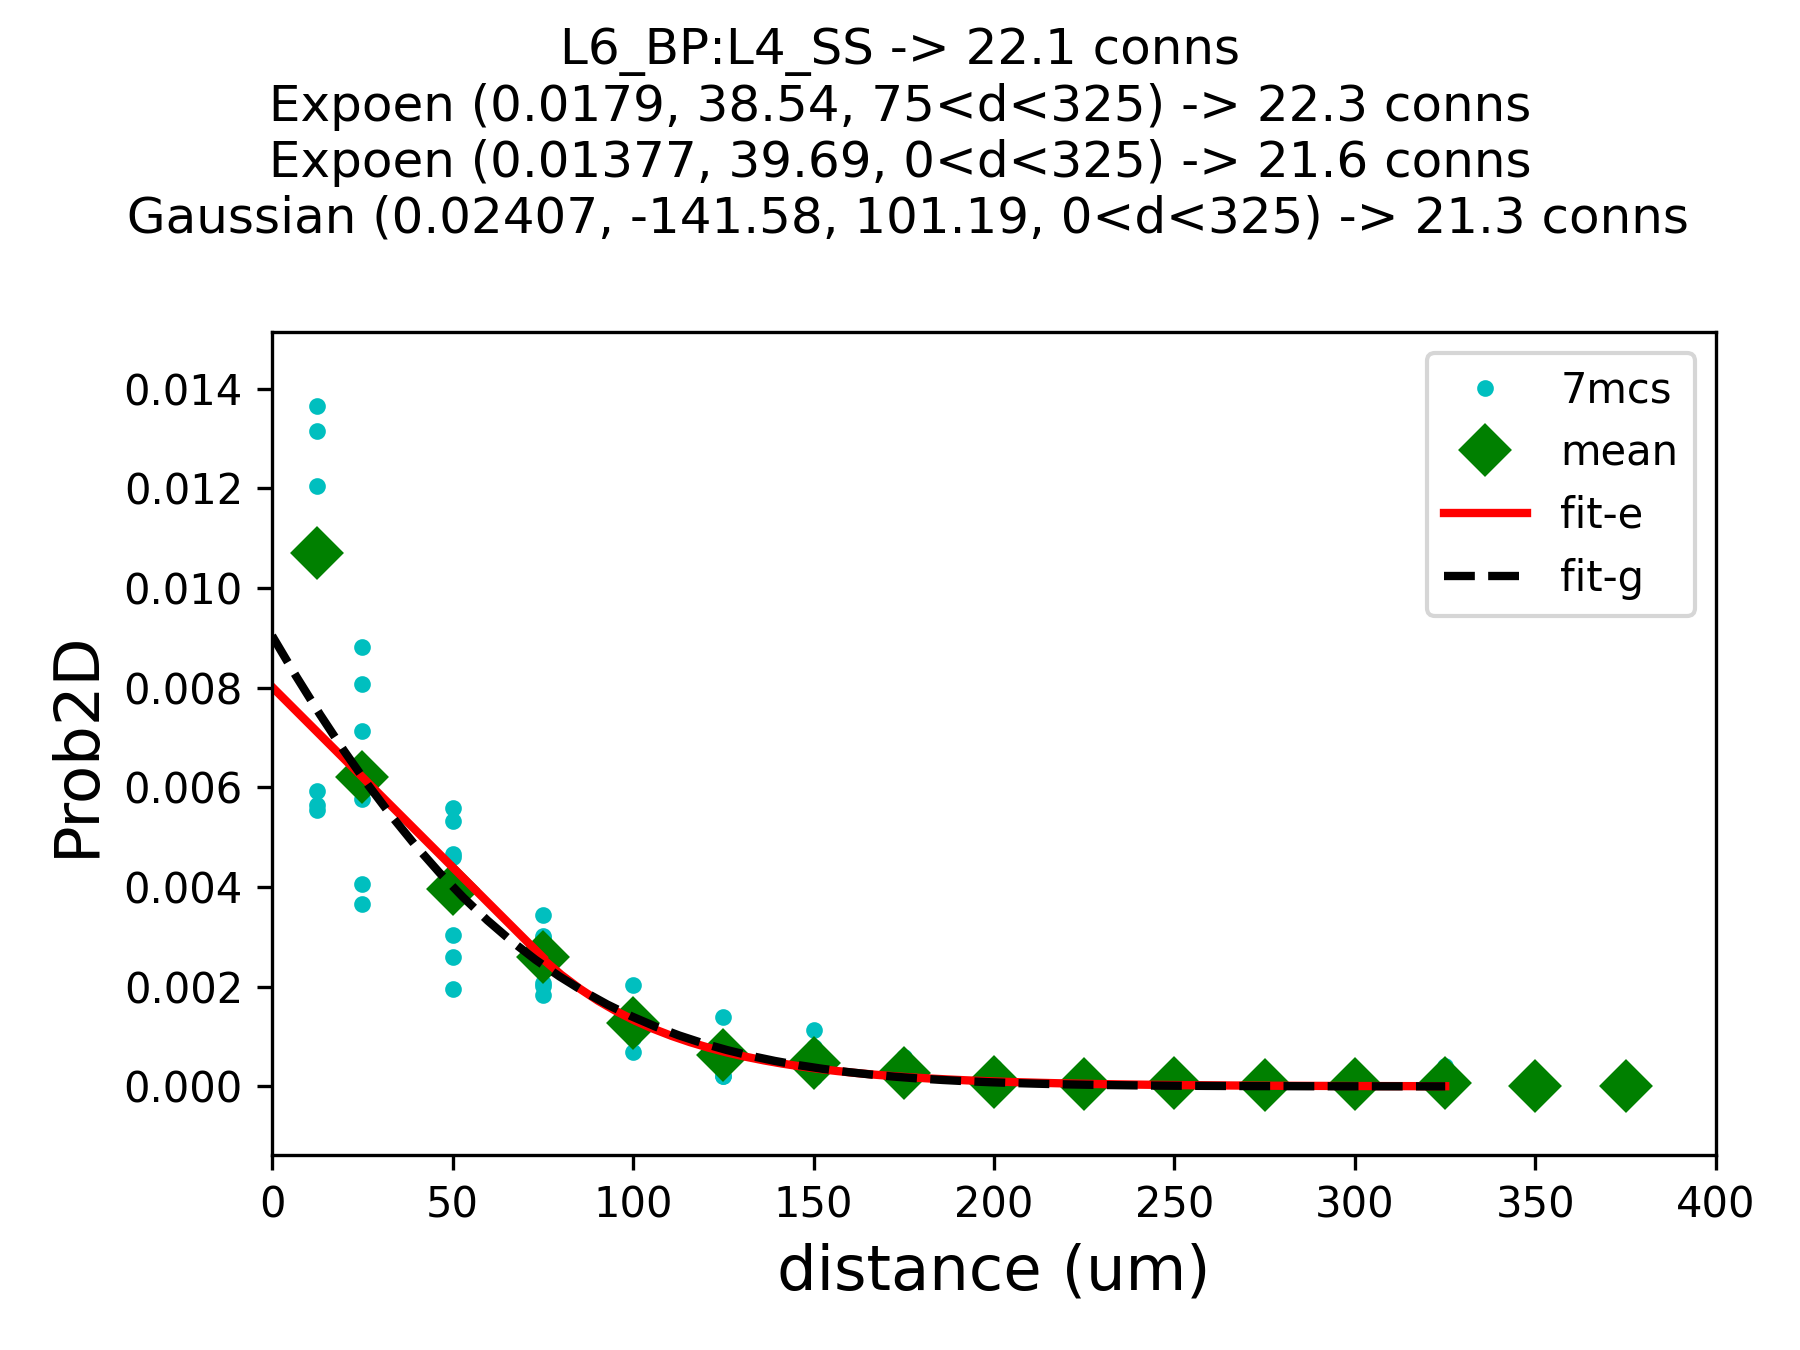 L6_BP:L4_SS -> 22.1 conns
Expoen (0.0179, 38.54, 75<d<325) -> 22.3 conns
Expoen (0.01377, 39.69, 0<d<325) -> 21.6 conns
Gaussian (0.02407, -141.58, 101.19, 0<d<325) -> 21.3 conns
7mcs
mean
fit-e
fit-g
Prob2D
0.014
0.012
0.010
0.008
0.006
0.004
0.002
0.000
0 50 100 150 200 250 300 350 400
distance (um)